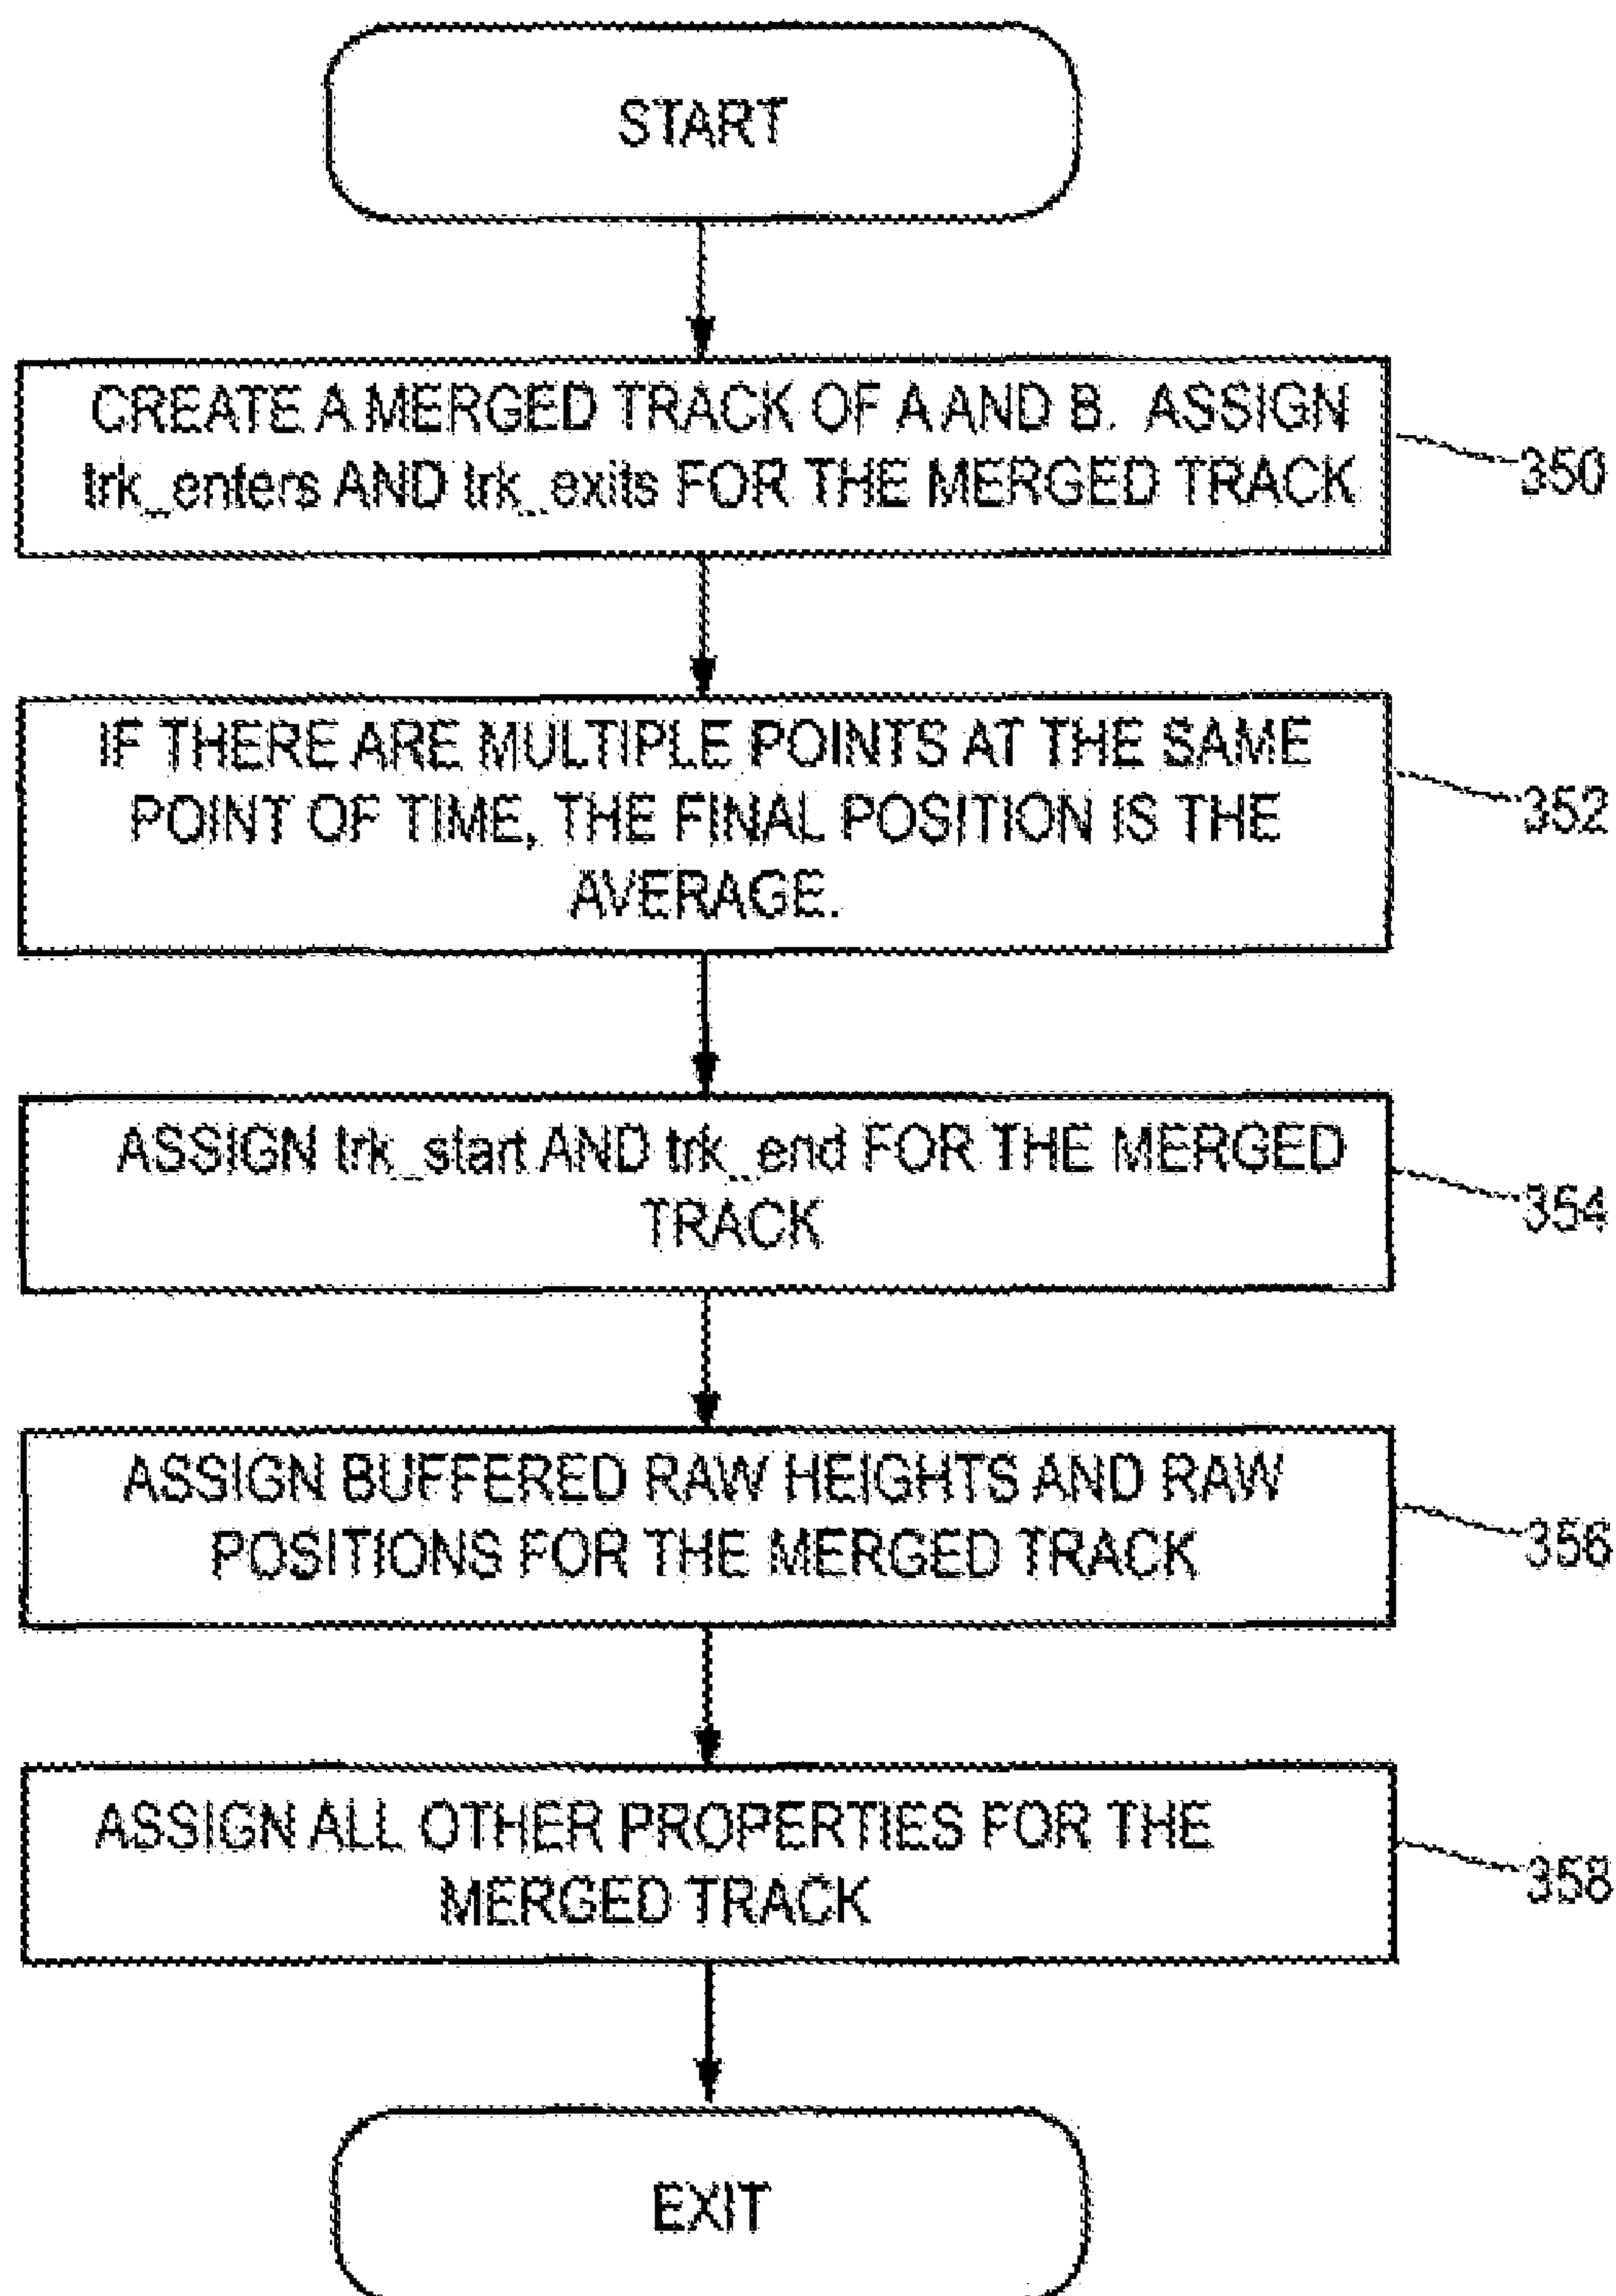 START
CREATE A MERGED TRACK OF A AND B. ASSIGN
trk_enters AND trk_exits FOR THE MERGED TRACK
350
IF THERE ARE MULTIPLE POINTS AT THE SAME
POINT OF TIME, THE FINAL POSITION IS THE
AVERAGE.
352
ASSIGN trk_start AND trk_end FOR THE MERGED
TRACK
354
ASSIGN BUFFERED RAW HEIGHTS AND RAW
POSITIONS FOR THE MERGED TRACK
356
ASSIGN ALL OTHER PROPERTIES FOR THE
MERGED TRACK
358
EXIT